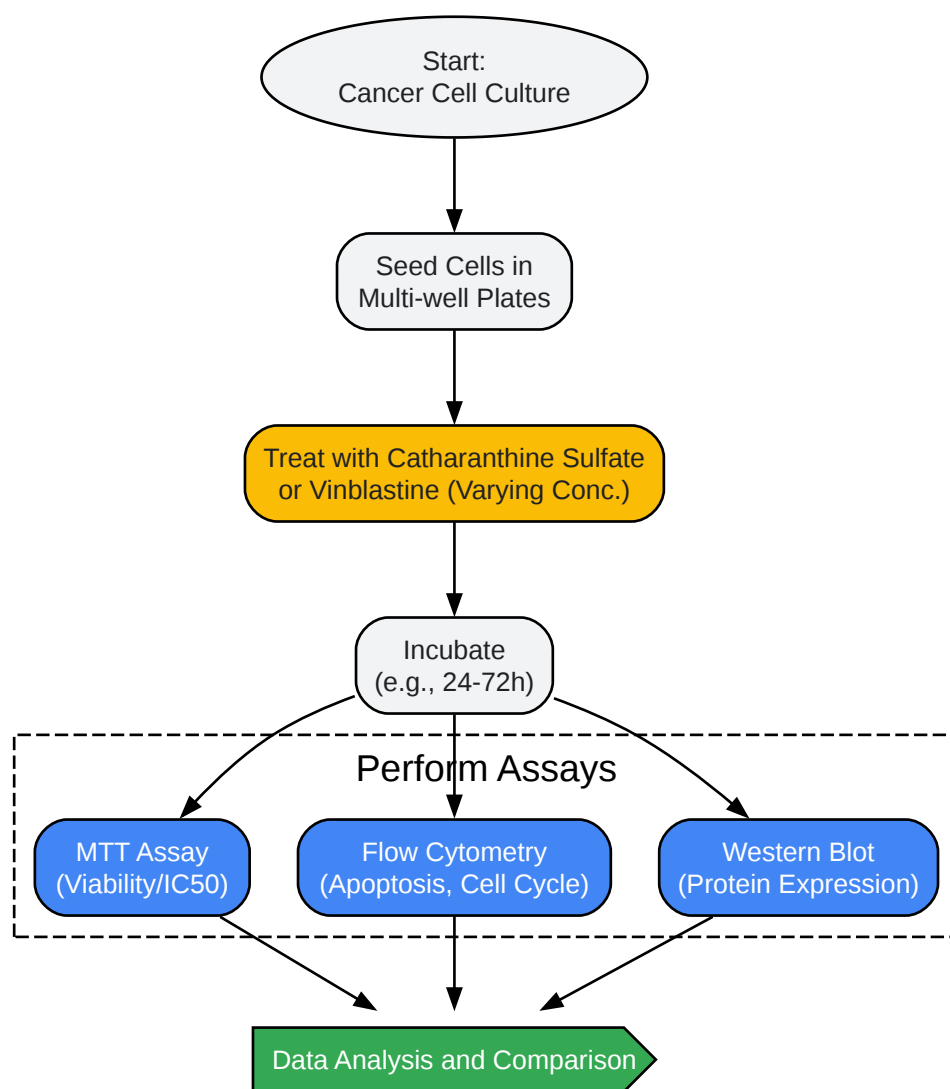 Start:
Cancer Cell Culture
Seed Cells in
Multi-well Plates
Treat with Catharanthine Sulfate
or Vinblastine (Varying Conc.)
Incubate
(e.g., 24-72h)
Perform Assays
MTT Assay
(Viability/IC50)
Flow Cytometry
(Apoptosis, Cell Cycle)
Western Blot
(Protein Expression)
Data Analysis and Comparison